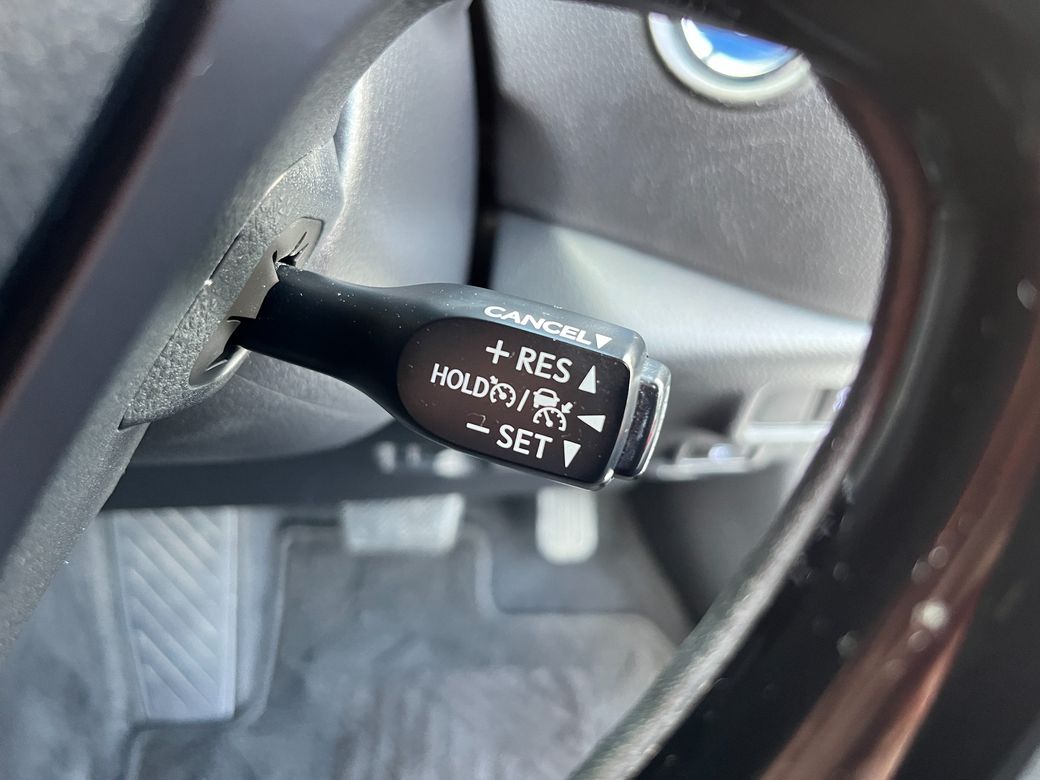 CANCEL▼
+ RES ▲
HOLD / ◀
− SET ▼